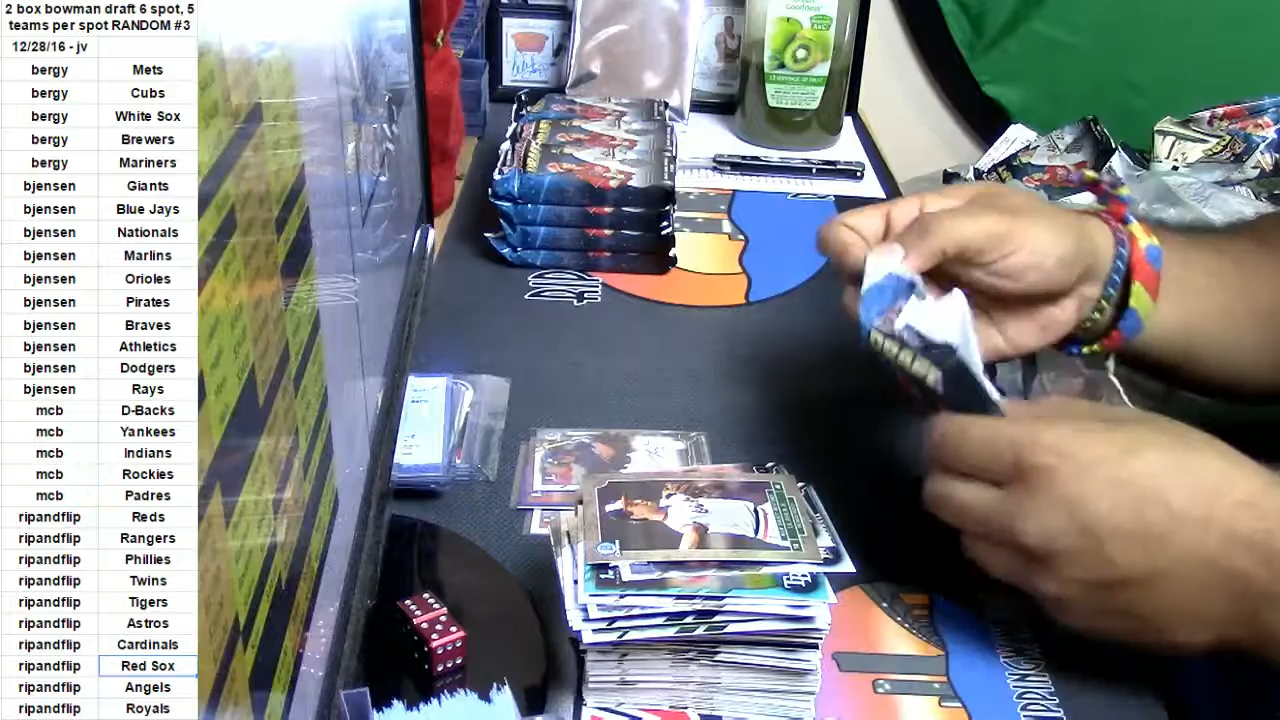 2 box bowman draft 6 spot, 5
teams per spot RANDOM #3
12/28/16 - jv
bergy Mets
bergy Cubs
bergy White Sox
bergy Brewers
bergy Mariners
bjensen Giants
bjensen Blue Jays
bjensen Nationals
bjensen Marlins
bjensen Orioles
bjensen Pirates
bjensen Braves
bjensen Athletics
bjensen Dodgers
bjensen Rays
mcb D-Backs
mcb Yankees
mcb Indians
mcb Rockies
mcb Padres
ripandflip Reds
ripandflip Rangers
ripandflip Phillies
ripandflip Twins
ripandflip Tigers
ripandflip Astros
ripandflip Cardinals
ripandflip Red Sox
ripandflip Angels
ripandflip Royals
Goodness